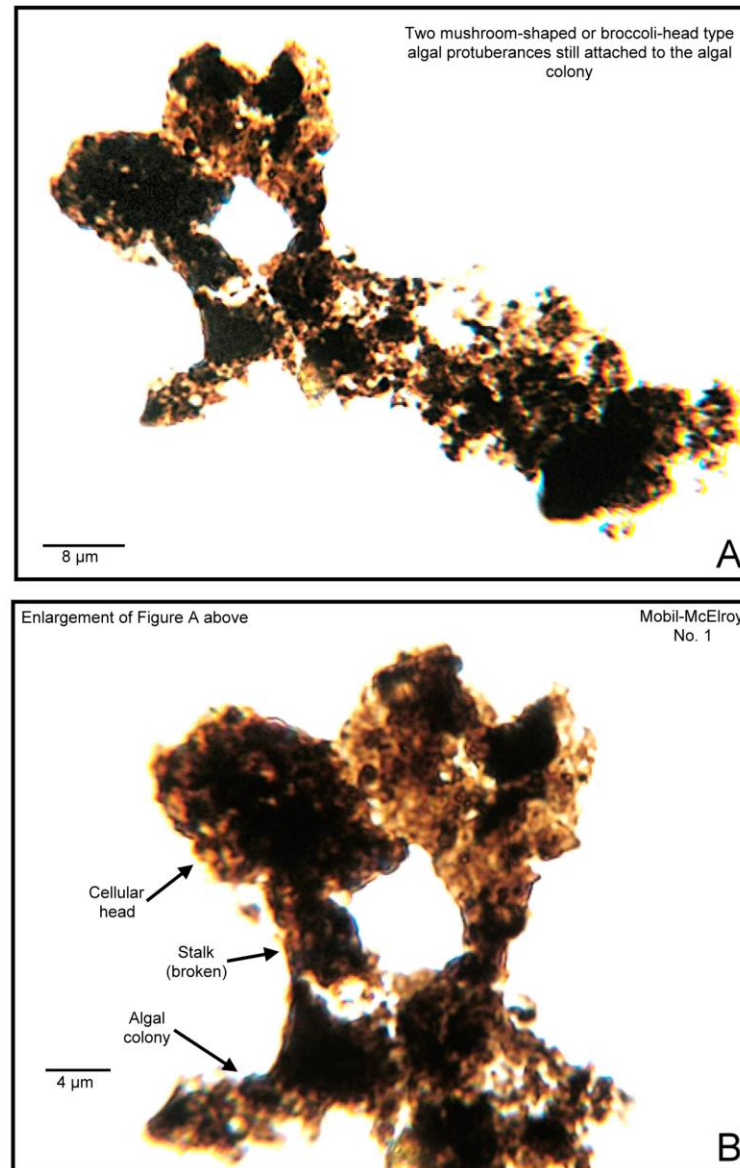 Two mushroom-shaped or broccoli-head type
algal protuberances still attached to the algal
colony
8 µm
A
Enlargement of Figure A above
Mobil-McElroy
No. 1
Cellular
head
Stalk
(broken)
Algal
colony
4 µm
B